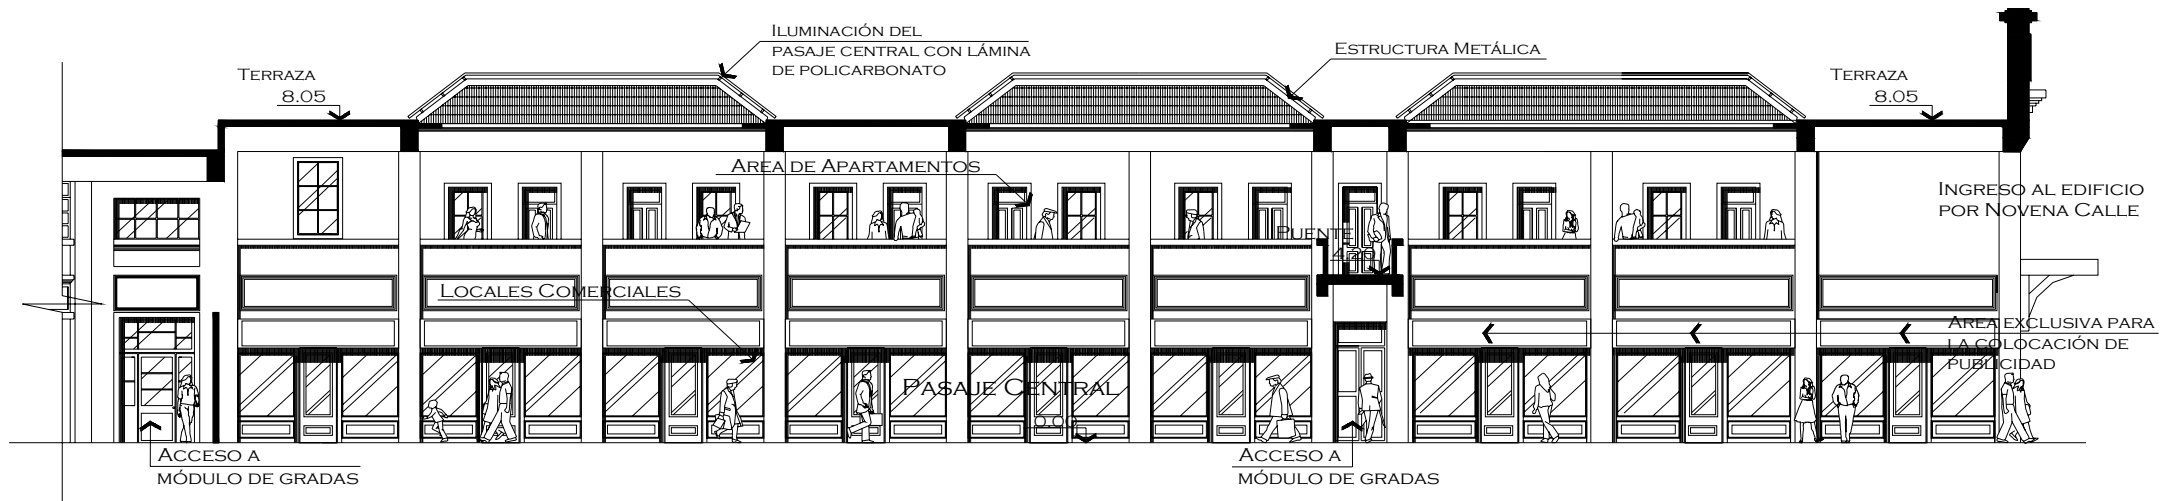 ILUMINACIÓN DEL
PASAJE CENTRAL CON LÁMINA
DE POLICARBONATO
ESTRUCTURA METÁLICA
TERRAZA
8.05
TERRAZA
8.05
AREA DE APARTAMENTOS
INGRESO AL EDIFICIO
POR NOVENA CALLE
PUENTE
LOCALES COMERCIALES
AREA EXCLUSIVA PARA
LA COLOCACIÓN DE
PUBLICIDAD
PASAJE CENTRAL
0.00
ACCESO A
MÓDULO DE GRADAS
ACCESO A
MÓDULO DE GRADAS